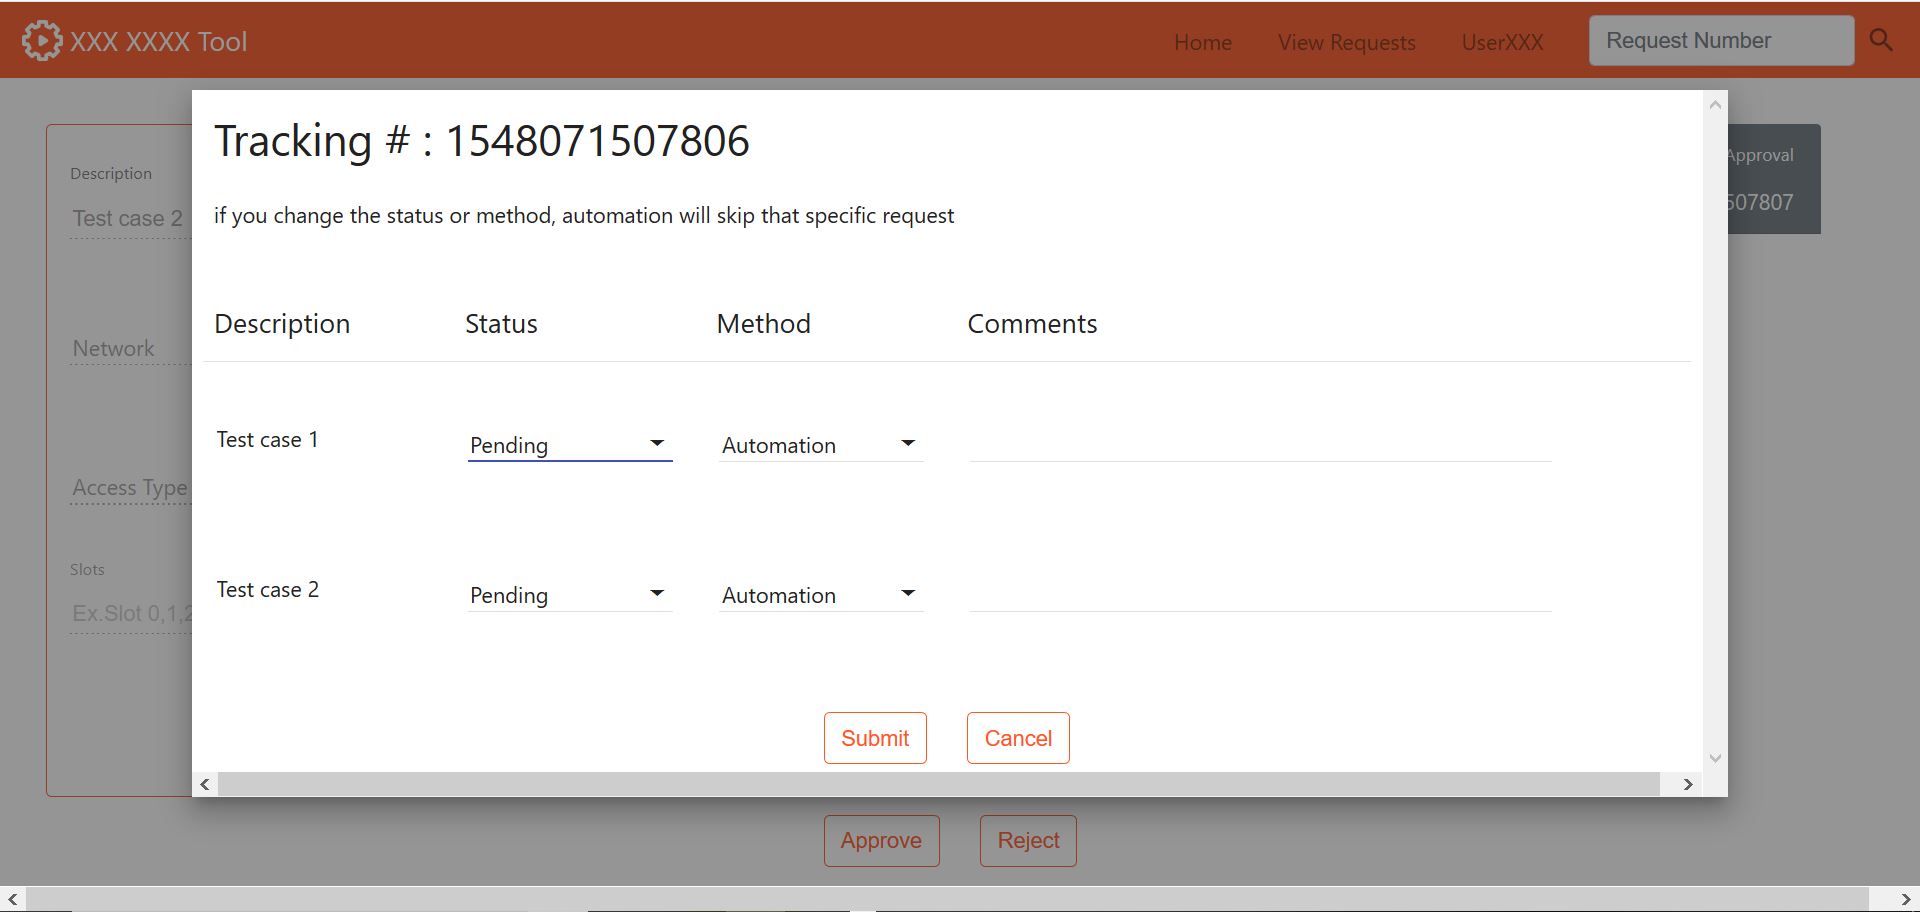 XXX XXXX Tool
Home
View Requests
UserXXX
Request Number
Tracking # : 1548071507806
if you change the status or method, automation will skip that specific request
Description Status Method Comments
Test case 1 Pending Automation
Test case 2 Pending Automation
Submit Cancel
Description
Test case 2
Network
Access Type
Slots
Ex.Slot 0,1,2
Approval
507807
Approve Reject